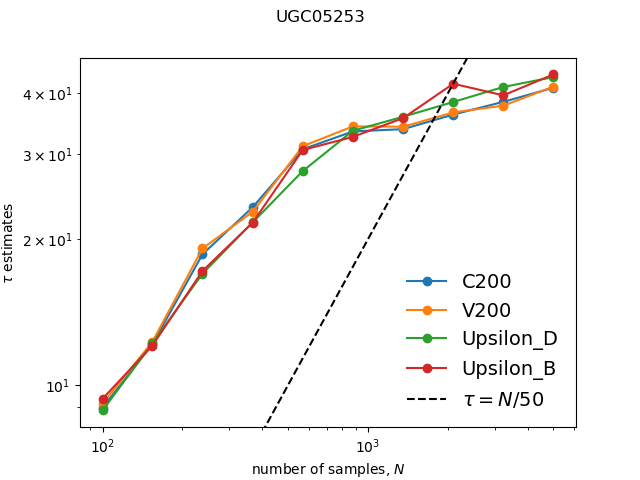 UGC05253
τ estimates
4 × 10¹
3 × 10¹
2 × 10¹
10¹
10²
10³
number of samples, N
C200
V200
Upsilon_D
Upsilon_B
τ = N/50